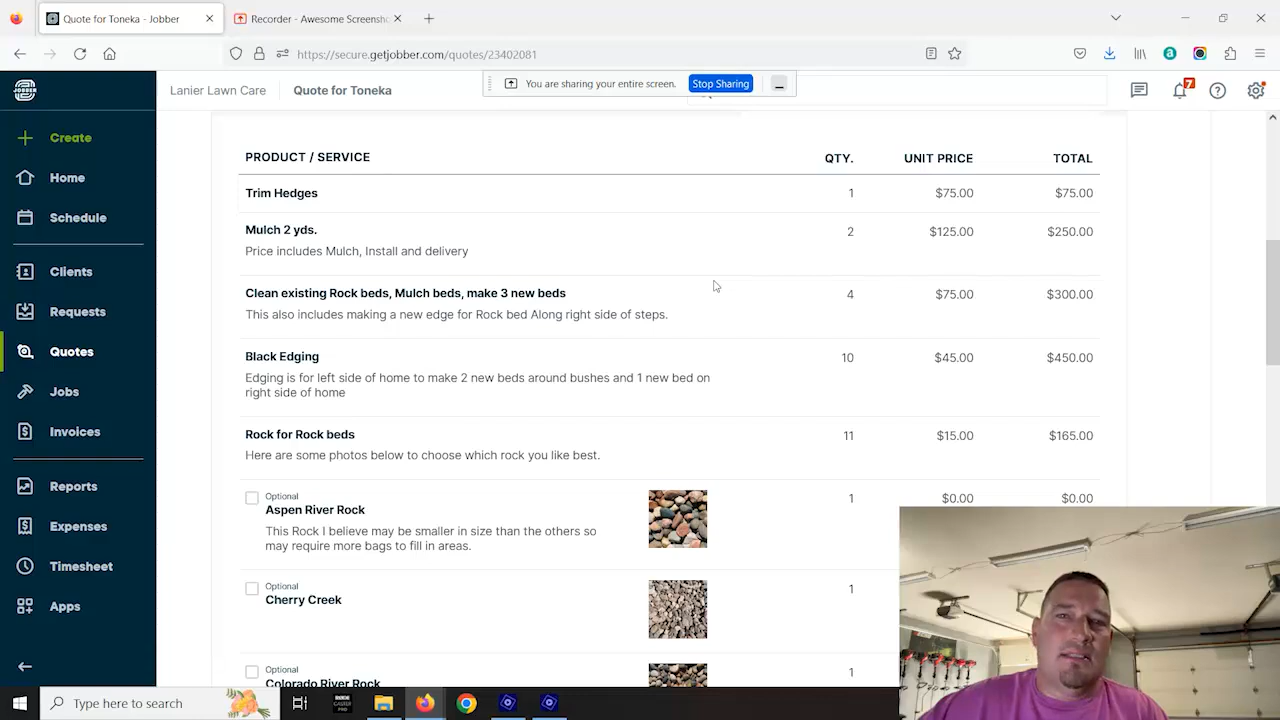 Quote for Toneka - Jobber
Recorder - Awesome Screensho
https://secure.getjobber.com/quotes/23402081
JOBBER
Lanier Lawn Care
Quote for Toneka
You are sharing your entire screen.
Stop Sharing
7
Create
Home
Schedule
Clients
Requests
Quotes
Jobs
Invoices
Reports
Expenses
Timesheet
Apps
PRODUCT / SERVICE QTY. UNIT PRICE TOTAL
Trim Hedges 1 $75.00 $75.00
Mulch 2 yds. 2 $125.00 $250.00
Price includes Mulch, Install and delivery
Clean existing Rock beds, Mulch beds, make 3 new beds 4 $75.00 $300.00
This also includes making a new edge for Rock bed Along right side of steps.
Black Edging 10 $45.00 $450.00
Edging is for left side of home to make 2 new beds around bushes and 1 new bed on
right side of home
Rock for Rock beds 11 $15.00 $165.00
Here are some photos below to choose which rock you like best.
Optional 1 $0.00 $0.00
Aspen River Rock
This Rock I believe may be smaller in size than the others so
may require more bags to fill in areas.
Optional 1
Cherry Creek
Optional 1
Colorado River Rock
Type here to search